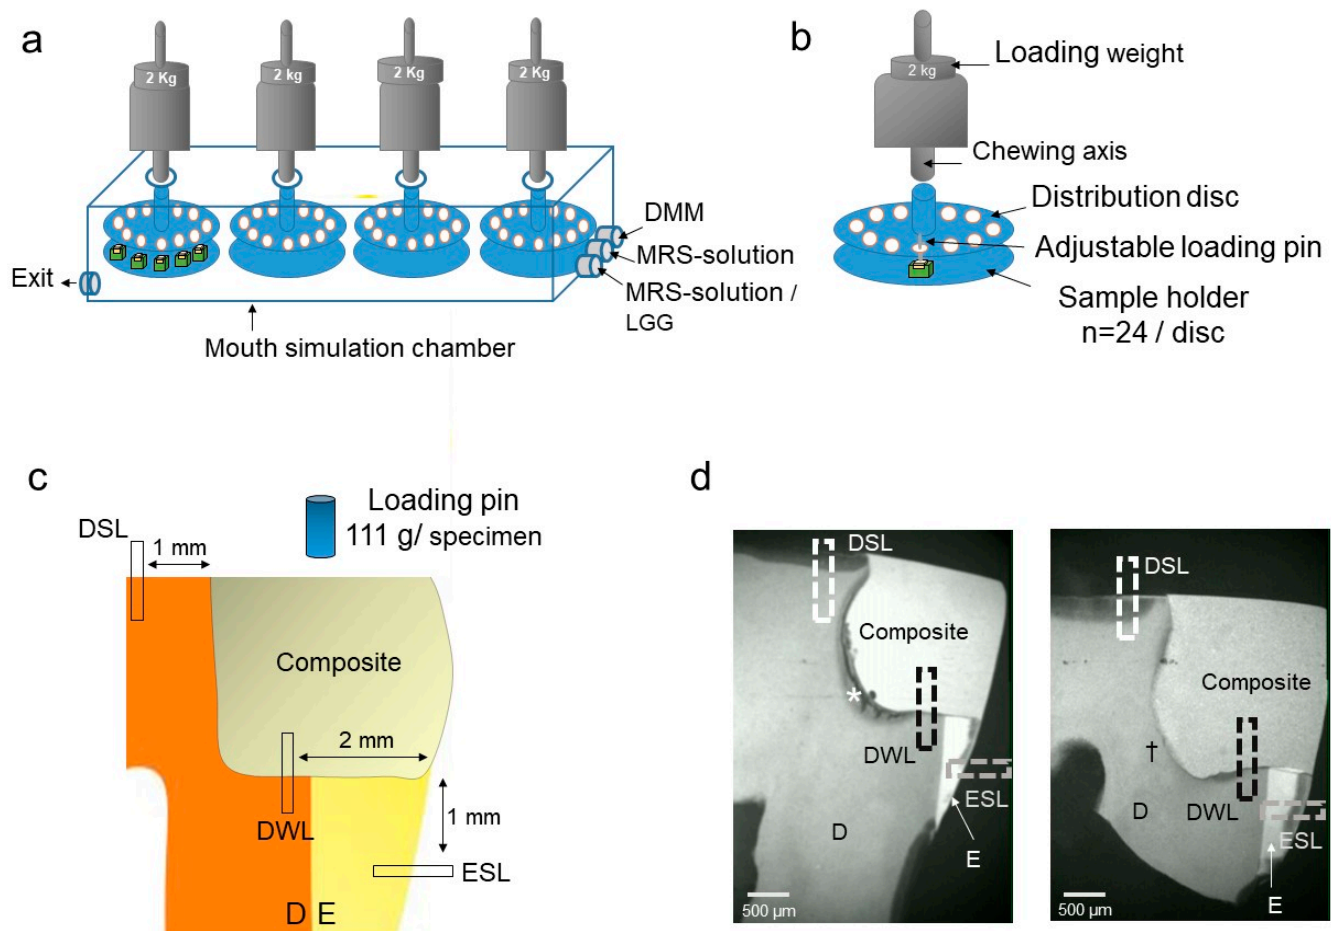 a
2 Kg
2 kg
2 Kg
2 Kg
DMM
MRS-solution
MRS-solution /
LGG
Exit
Mouth simulation chamber
b
2 kg
Loading weight
Chewing axis
Distribution disc
Adjustable loading pin
Sample holder
n=24 / disc
c
Loading pin
111 g/ specimen
DSL
1 mm
Composite
2 mm
DWL
1 mm
ESL
D E
d
DSL
Composite
*
DWL
ESL
D
E
500 µm
DSL
Composite
†
D
DWL
ESL
E
500 µm